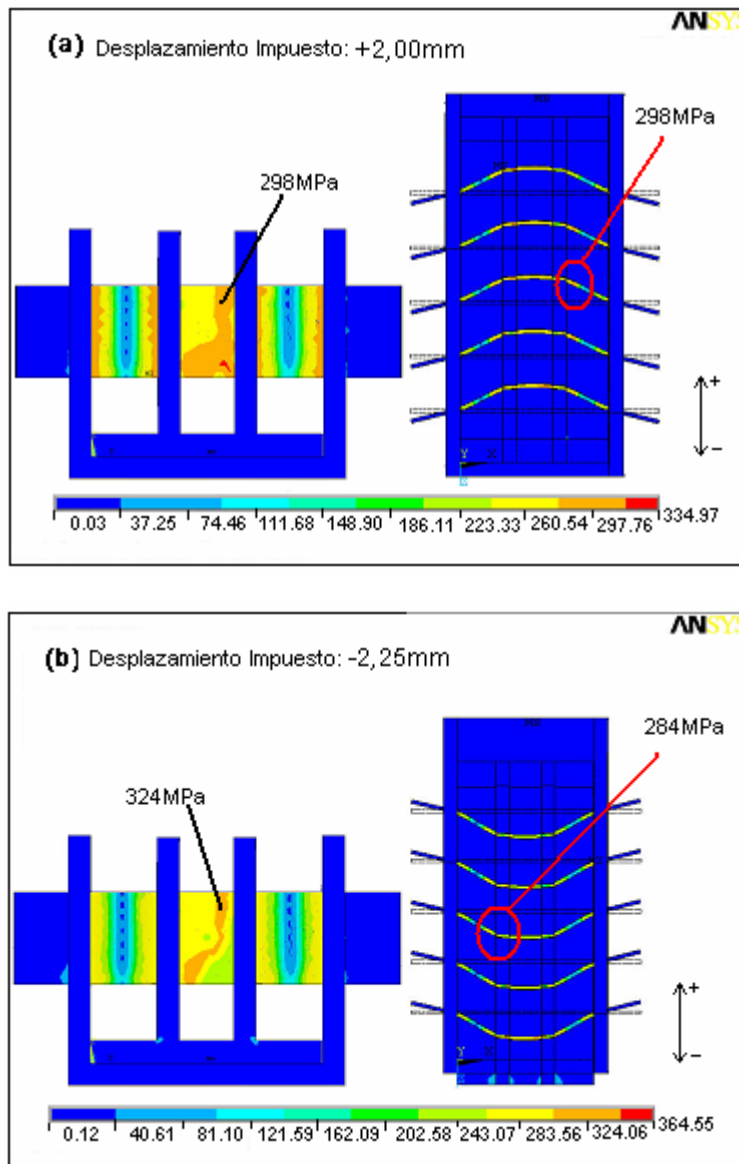 ANSYS
(a) Desplazamiento Impuesto: +2,00mm
298MPa
298MPa
+
−
Y X
Z
0.03 37.25 74.46 111.68 148.90 186.11 223.33 260.54 297.76 334.97
ANSYS
(b) Desplazamiento Impuesto: -2,25mm
284MPa
324MPa
+
−
Y X
Z
0.12 40.61 81.10 121.59 162.09 202.58 243.07 283.56 324.06 364.55